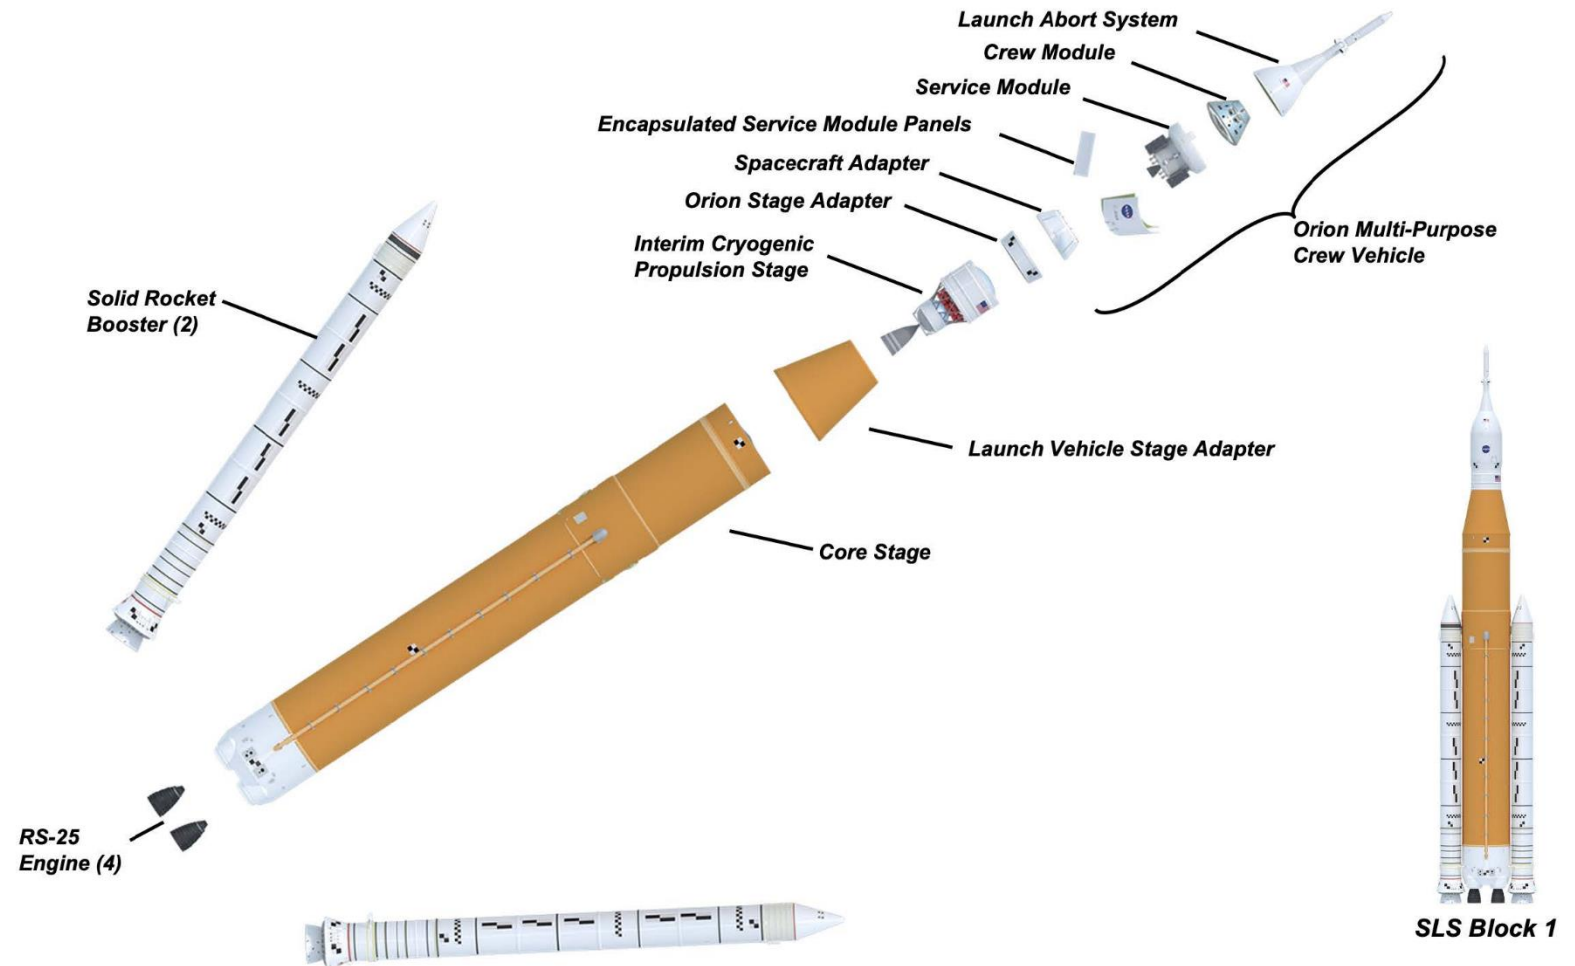 Launch Abort System
Crew Module
Service Module
Encapsulated Service Module Panels
Spacecraft Adapter
Orion Stage Adapter
Interim Cryogenic
Propulsion Stage
Orion Multi-Purpose
Crew Vehicle
Solid Rocket
Booster (2)
Launch Vehicle Stage Adapter
Core Stage
RS-25
Engine (4)
SLS Block 1